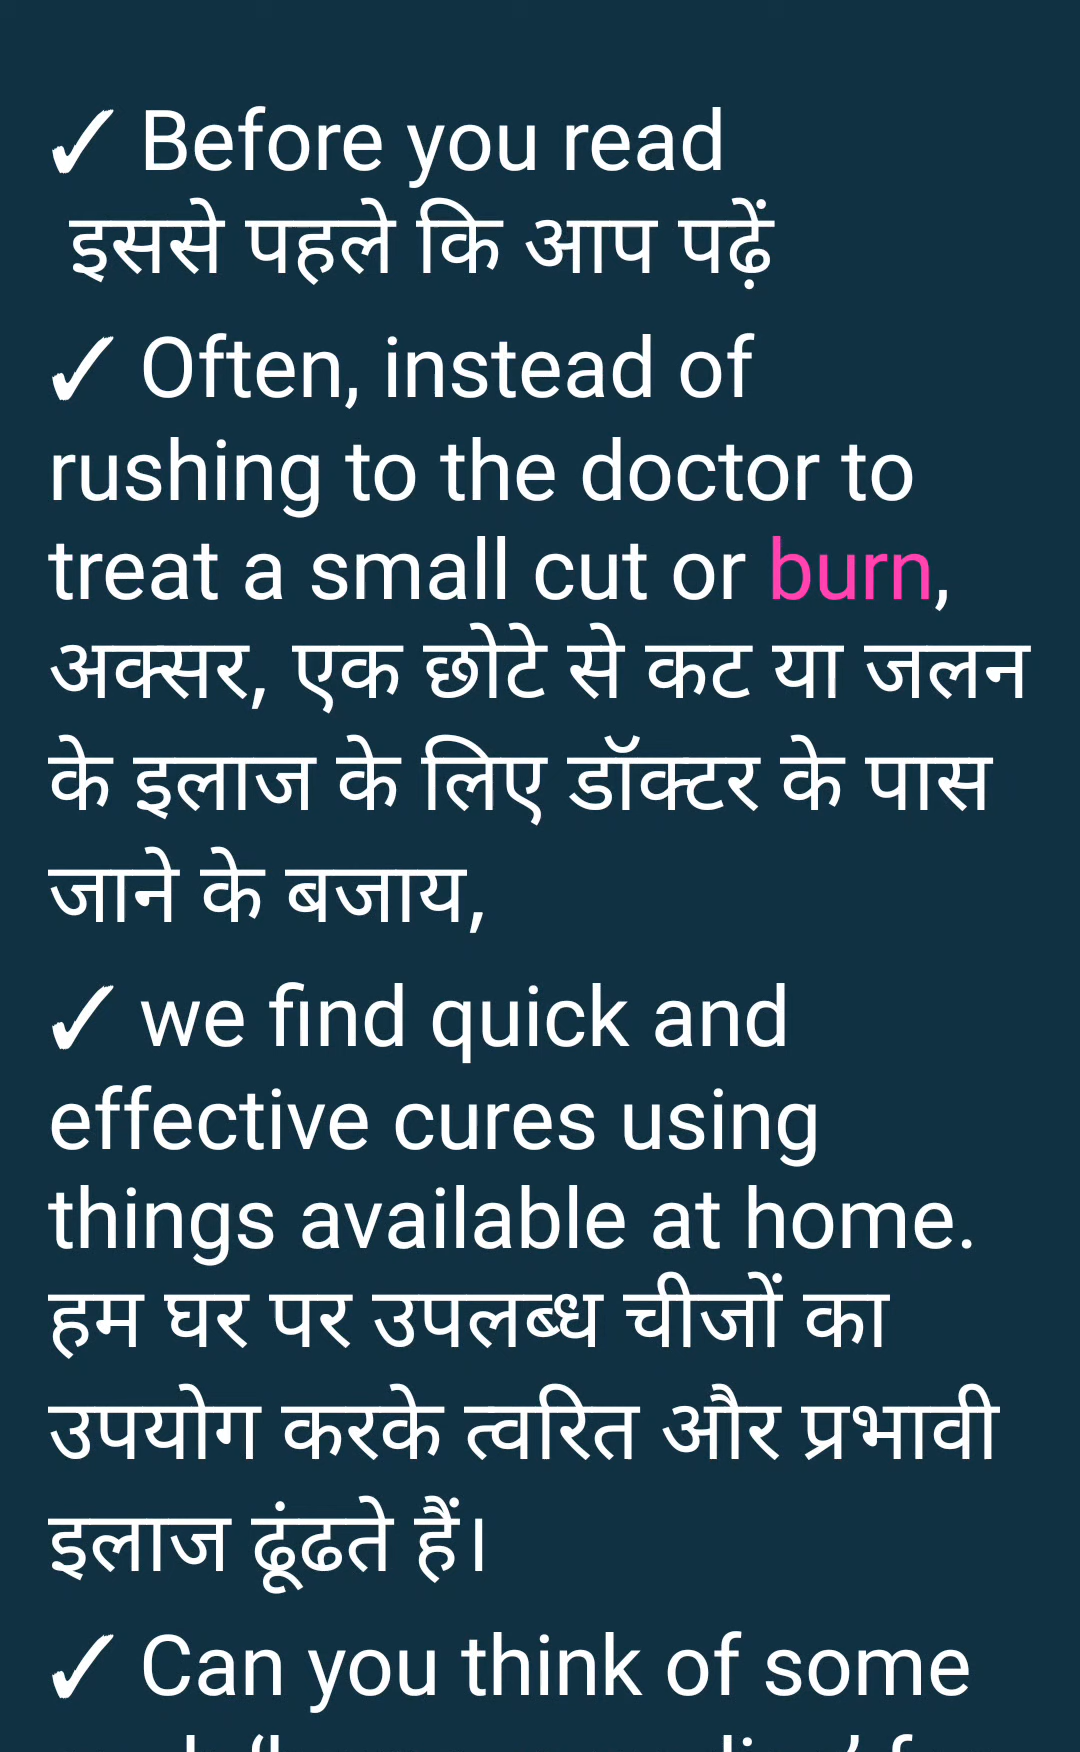 ✓ Before you read
इससे पहले कि आप पढ़ें
✓ Often, instead of
rushing to the doctor to
treat a small cut or burn,
अक्सर, एक छोटे से कट या जलन
के इलाज के लिए डॉक्टर के पास
जाने के बजाय,
✓ we find quick and
effective cures using
things available at home.
हम घर पर उपलब्ध चीजों का
उपयोग करके त्वरित और प्रभावी
इलाज ढूंढते हैं।
✓ Can you think of some